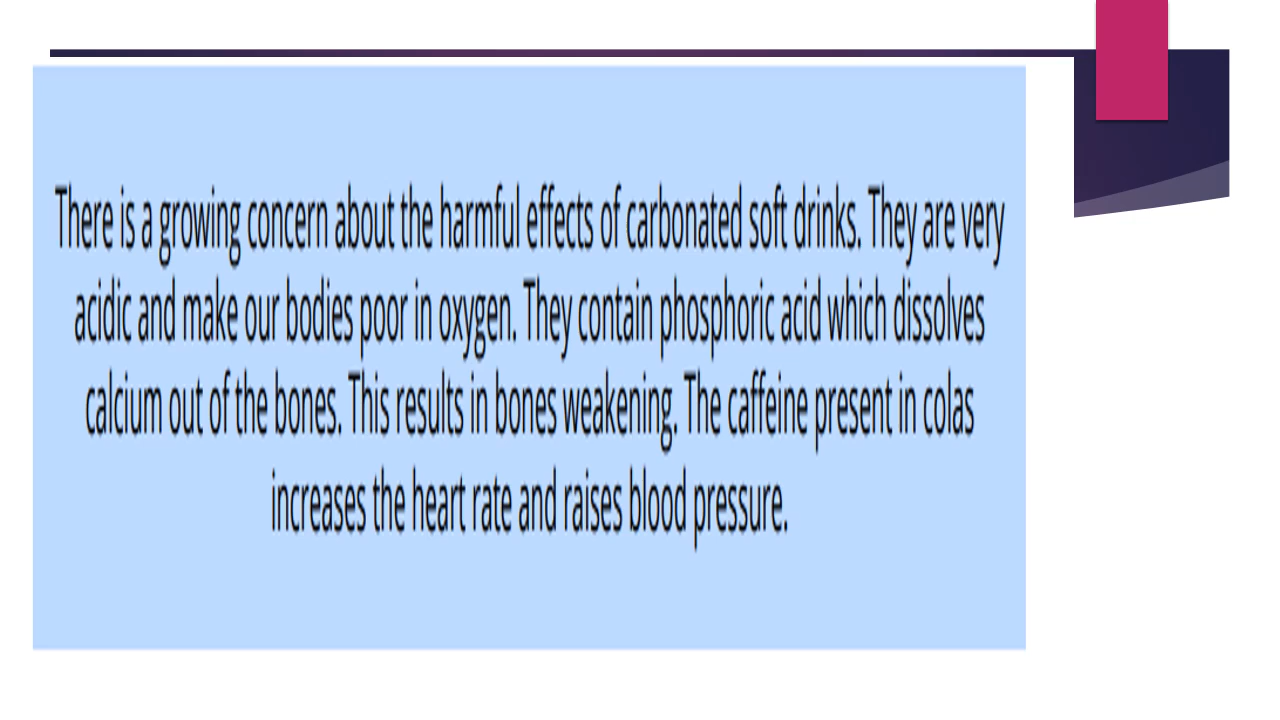 There is a growing concern about the harmful effects of carbonated soft drinks. They are very
acidic and make our bodies poor in oxygen. They contain phosphoric acid which dissolves
calcium out of the bones. This results in bones weakening. The caffeine present in colas
increases the heart rate and raises blood pressure.